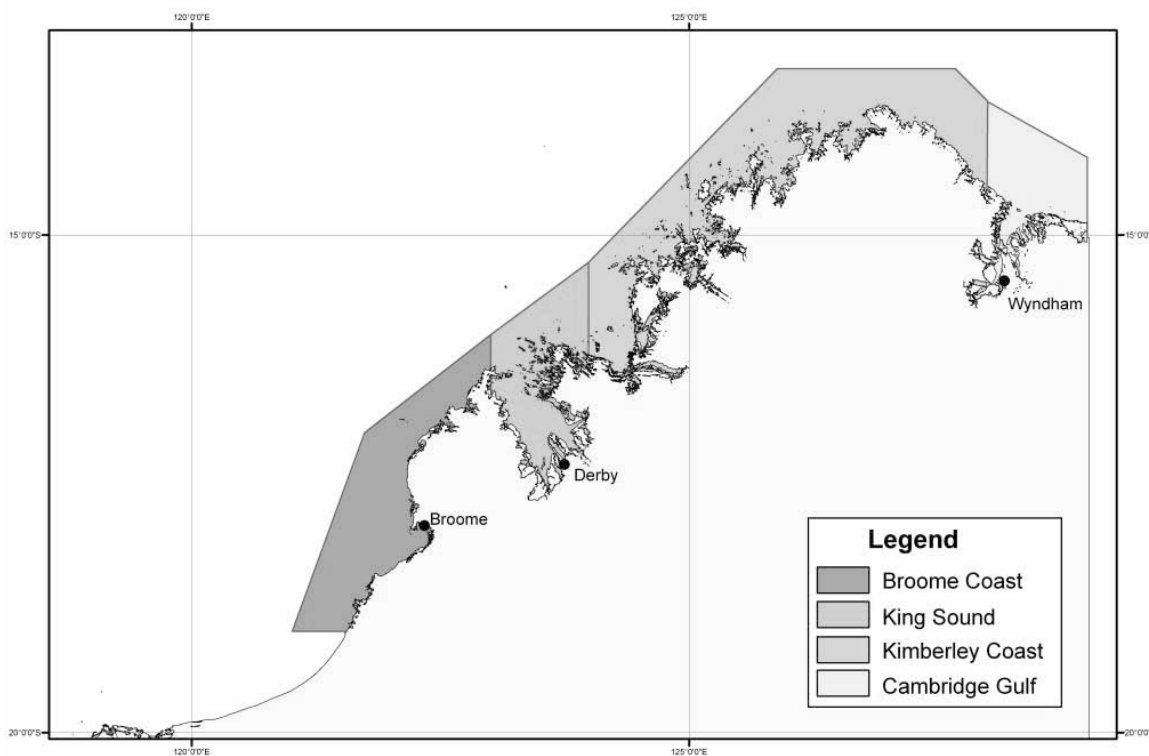 120°0'0"E 125°0'0"E
15°0'0"S 15°0'0"S
Wyndham
Derby
Broome
Legend
Broome Coast
King Sound
Kimberley Coast
Cambridge Gulf
20°0'0"S 20°0'0"S
120°0'0"E 125°0'0"E